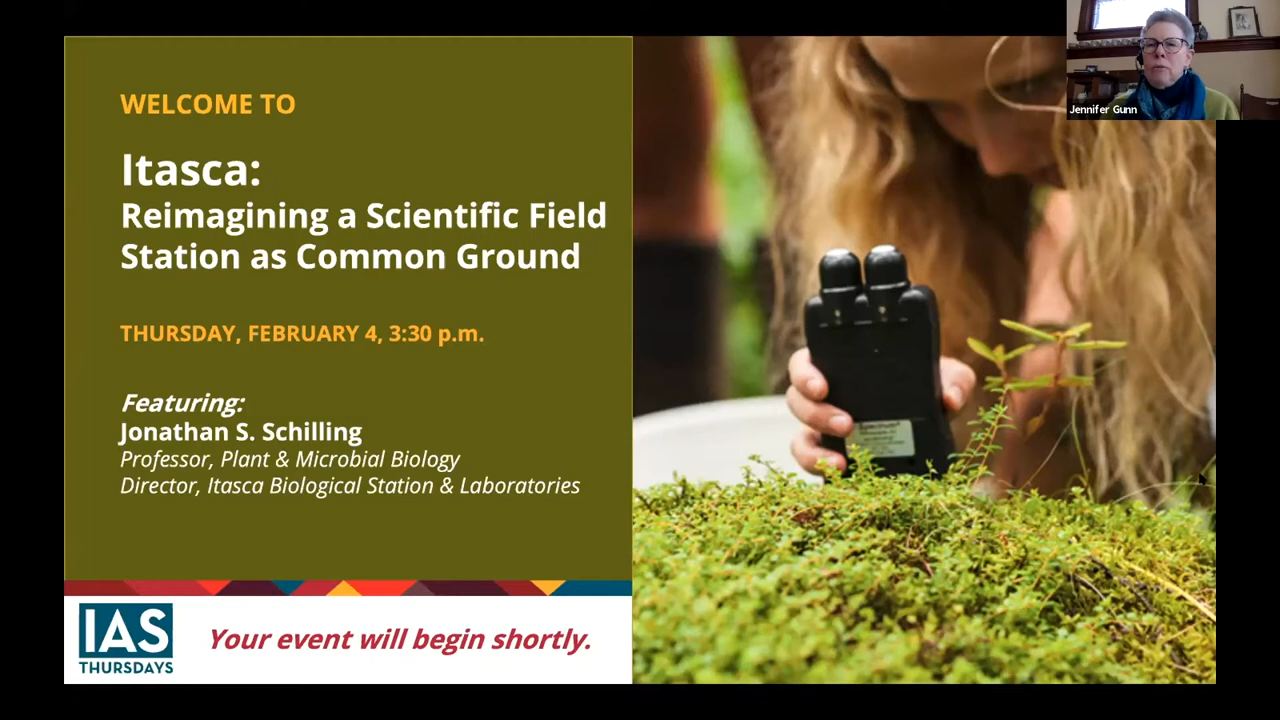 WELCOME TO
Itasca:
Reimagining a Scientific Field
Station as Common Ground
THURSDAY, FEBRUARY 4, 3:30 p.m.
Featuring:
Jonathan S. Schilling
Professor, Plant & Microbial Biology
Director, Itasca Biological Station & Laboratories
IAS
THURSDAYS
Your event will begin shortly.
Jennifer Gunn